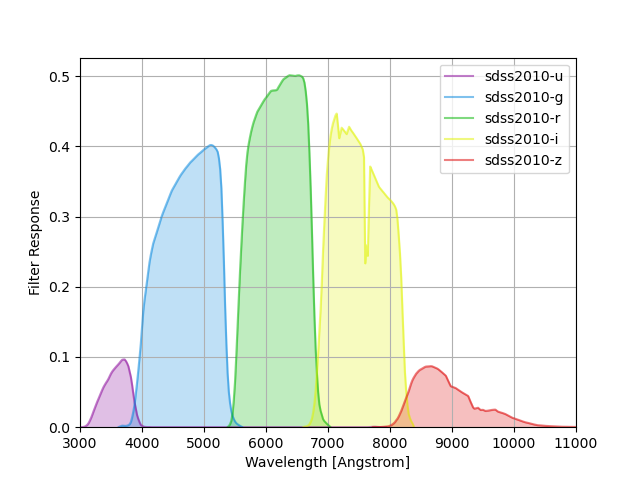 sdss2010-u
sdss2010-g
sdss2010-r
sdss2010-i
sdss2010-z
0.5
0.4
0.3
0.2
0.1
0.0
Filter Response
3000 4000 5000 6000 7000 8000 9000 10000 11000
Wavelength [Angstrom]